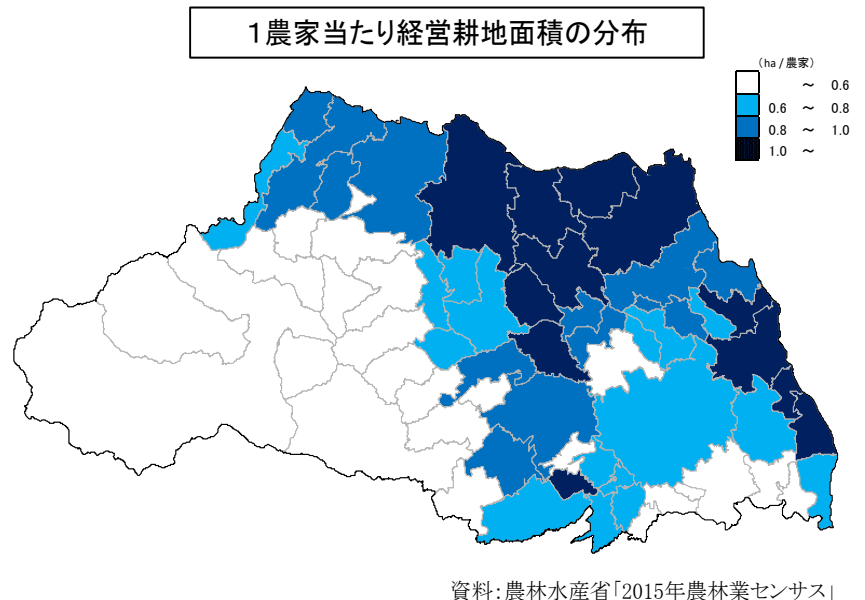 1農家当たり経営耕地面積の分布
（ha / 農家）
～ 0.6
0.6 ～ 0.8
0.8 ～ 1.0
1.0 ～
資料：農林水産省「2015年農林業センサス」